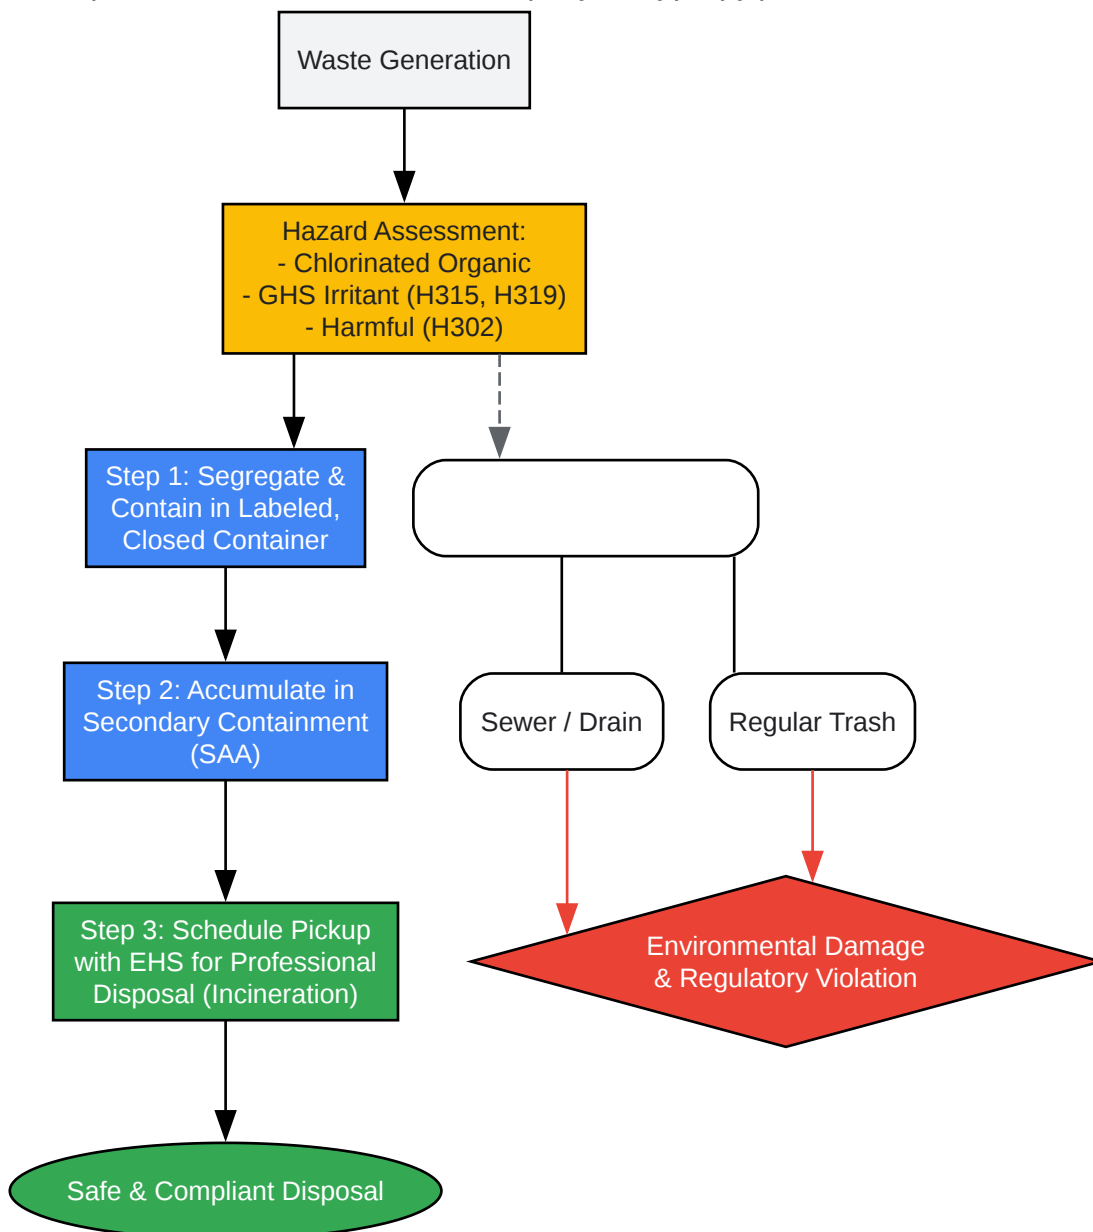 Waste Generation
Hazard Assessment:
- Chlorinated Organic
- GHS Irritant (H315, H319)
- Harmful (H302)
Step 1: Segregate &
Contain in Labeled,
Closed Container
Step 2: Accumulate in
Secondary Containment
(SAA)
Sewer / Drain
Regular Trash
Step 3: Schedule Pickup
with EHS for Professional
Disposal (Incineration)
Environmental Damage
& Regulatory Violation
Safe & Compliant Disposal